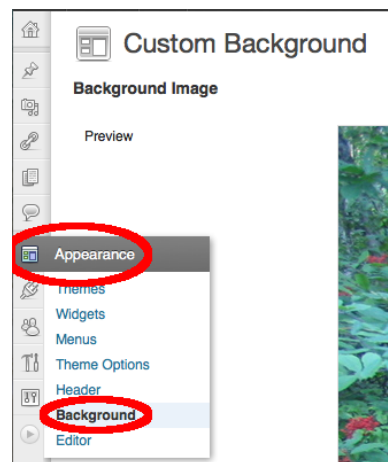 Custom Background
Background Image
Preview
Appearance
Themes
Widgets
Menus
Theme Options
Header
Background
Editor